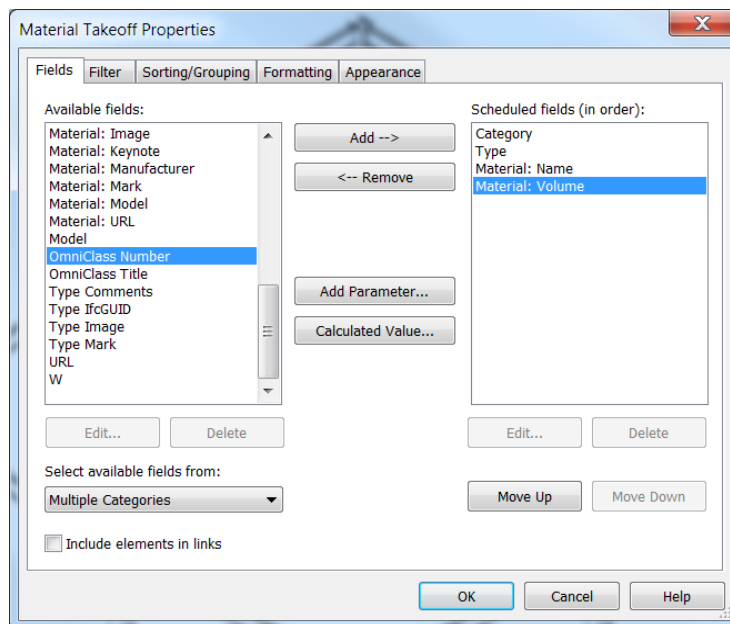 Material Takeoff Properties
Fields Filter Sorting/Grouping Formatting Appearance
Available fields:
Material: Image
Material: Keynote
Material: Manufacturer
Material: Mark
Material: Model
Material: URL
Model
OmniClass Number
OmniClass Title
Type Comments
Type IfcGUID
Type Image
Type Mark
URL
W
Edit... Delete
Select available fields from:
Multiple Categories
Include elements in links
Add -->
<-- Remove
Add Parameter...
Calculated Value...
Scheduled fields (in order):
Category
Type
Material: Name
Material: Volume
Edit... Delete
Move Up Move Down
OK Cancel Help